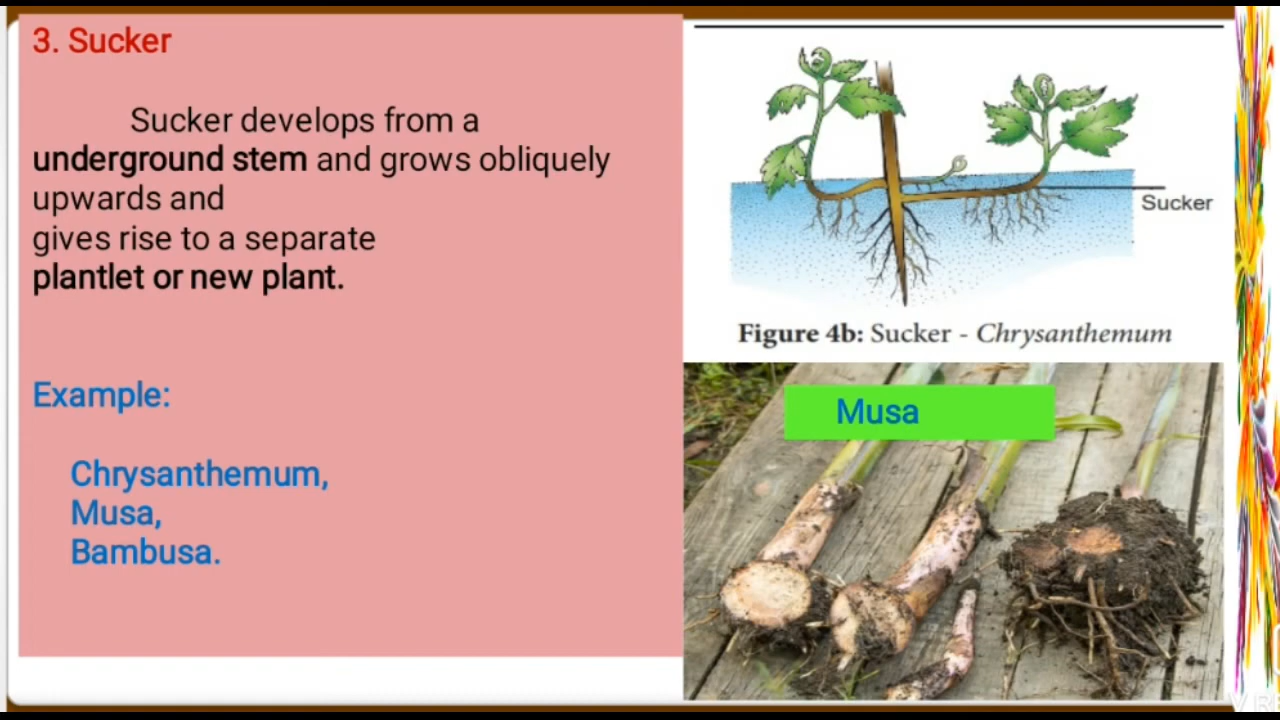 3. Sucker
Sucker develops from a
underground stem and grows obliquely
upwards and
gives rise to a separate
plantlet or new plant.
Example:
Chrysanthemum,
Musa,
Bambusa.
Sucker
Figure 4b: Sucker - Chrysanthemum
Musa